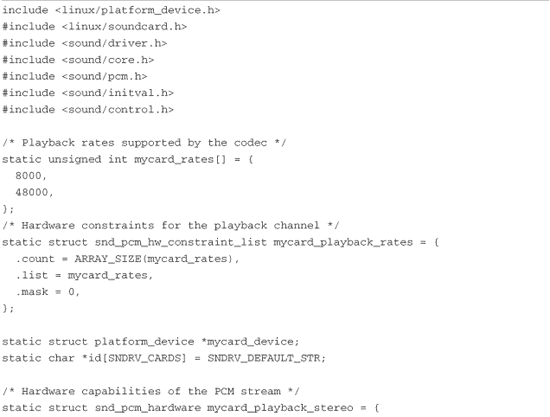 include <linux/platform_device.h>
#include <linux/soundcard.h>
#include <sound/driver.h>
#include <sound/core.h>
#include <sound/pcm.h>
#include <sound/initval.h>
#include <sound/control.h>

/* Playback rates supported by the codec */
static unsigned int mycard_rates[] = {
  8000,
  48000,
};
/* Hardware constraints for the playback channel */
static struct snd_pcm_hw_constraint_list mycard_playback_rates = {
  .count = ARRAY_SIZE(mycard_rates),
  .list = mycard_rates,
  .mask = 0,
};

static struct platform_device *mycard_device;
static char *id[SNDRV_CARDS] = SNDRV_DEFAULT_STR;

/* Hardware capabilities of the PCM stream */
static struct snd_pcm_hardware mycard_playback_stereo = {